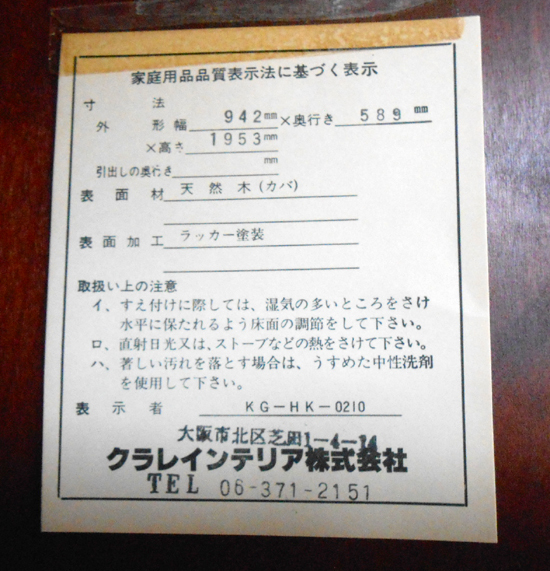 家庭用品品質表示法に基づく表示
寸法
外形幅 942mm ×奥行き 589mm
×高さ 1953mm
引出しの奥行き mm
表面材 天然木(カバ)
表面加工 ラッカー塗装
取扱い上の注意
イ、すえ付けに際しては、湿気の多いところをさけ
水平に保たれるよう床面の調節をして下さい。
ロ、直射日光又は、ストーブなどの熱をさけて下さい。
ハ、著しい汚れを落とす場合は、うすめた中性洗剤
を使用して下さい。
表示者 KG-HK-0210
大阪市北区芝田1-4-14
クラレインテリア株式会社
TEL 06-371-2151